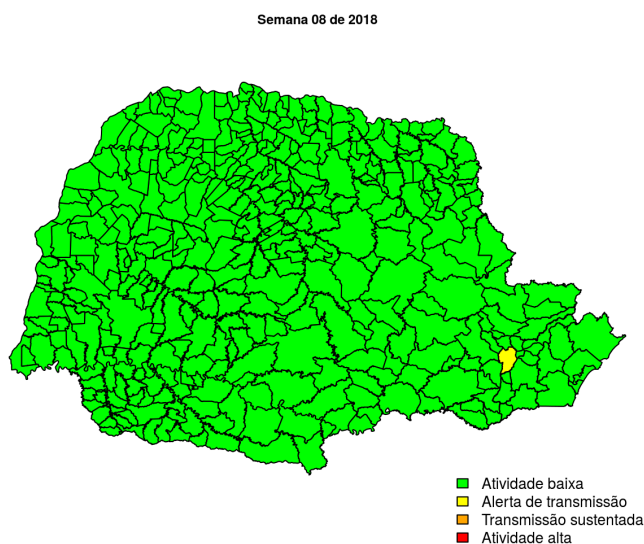 Semana 08 de 2018
Atividade baixa
Alerta de transmissão
Transmissão sustentada
Atividade alta